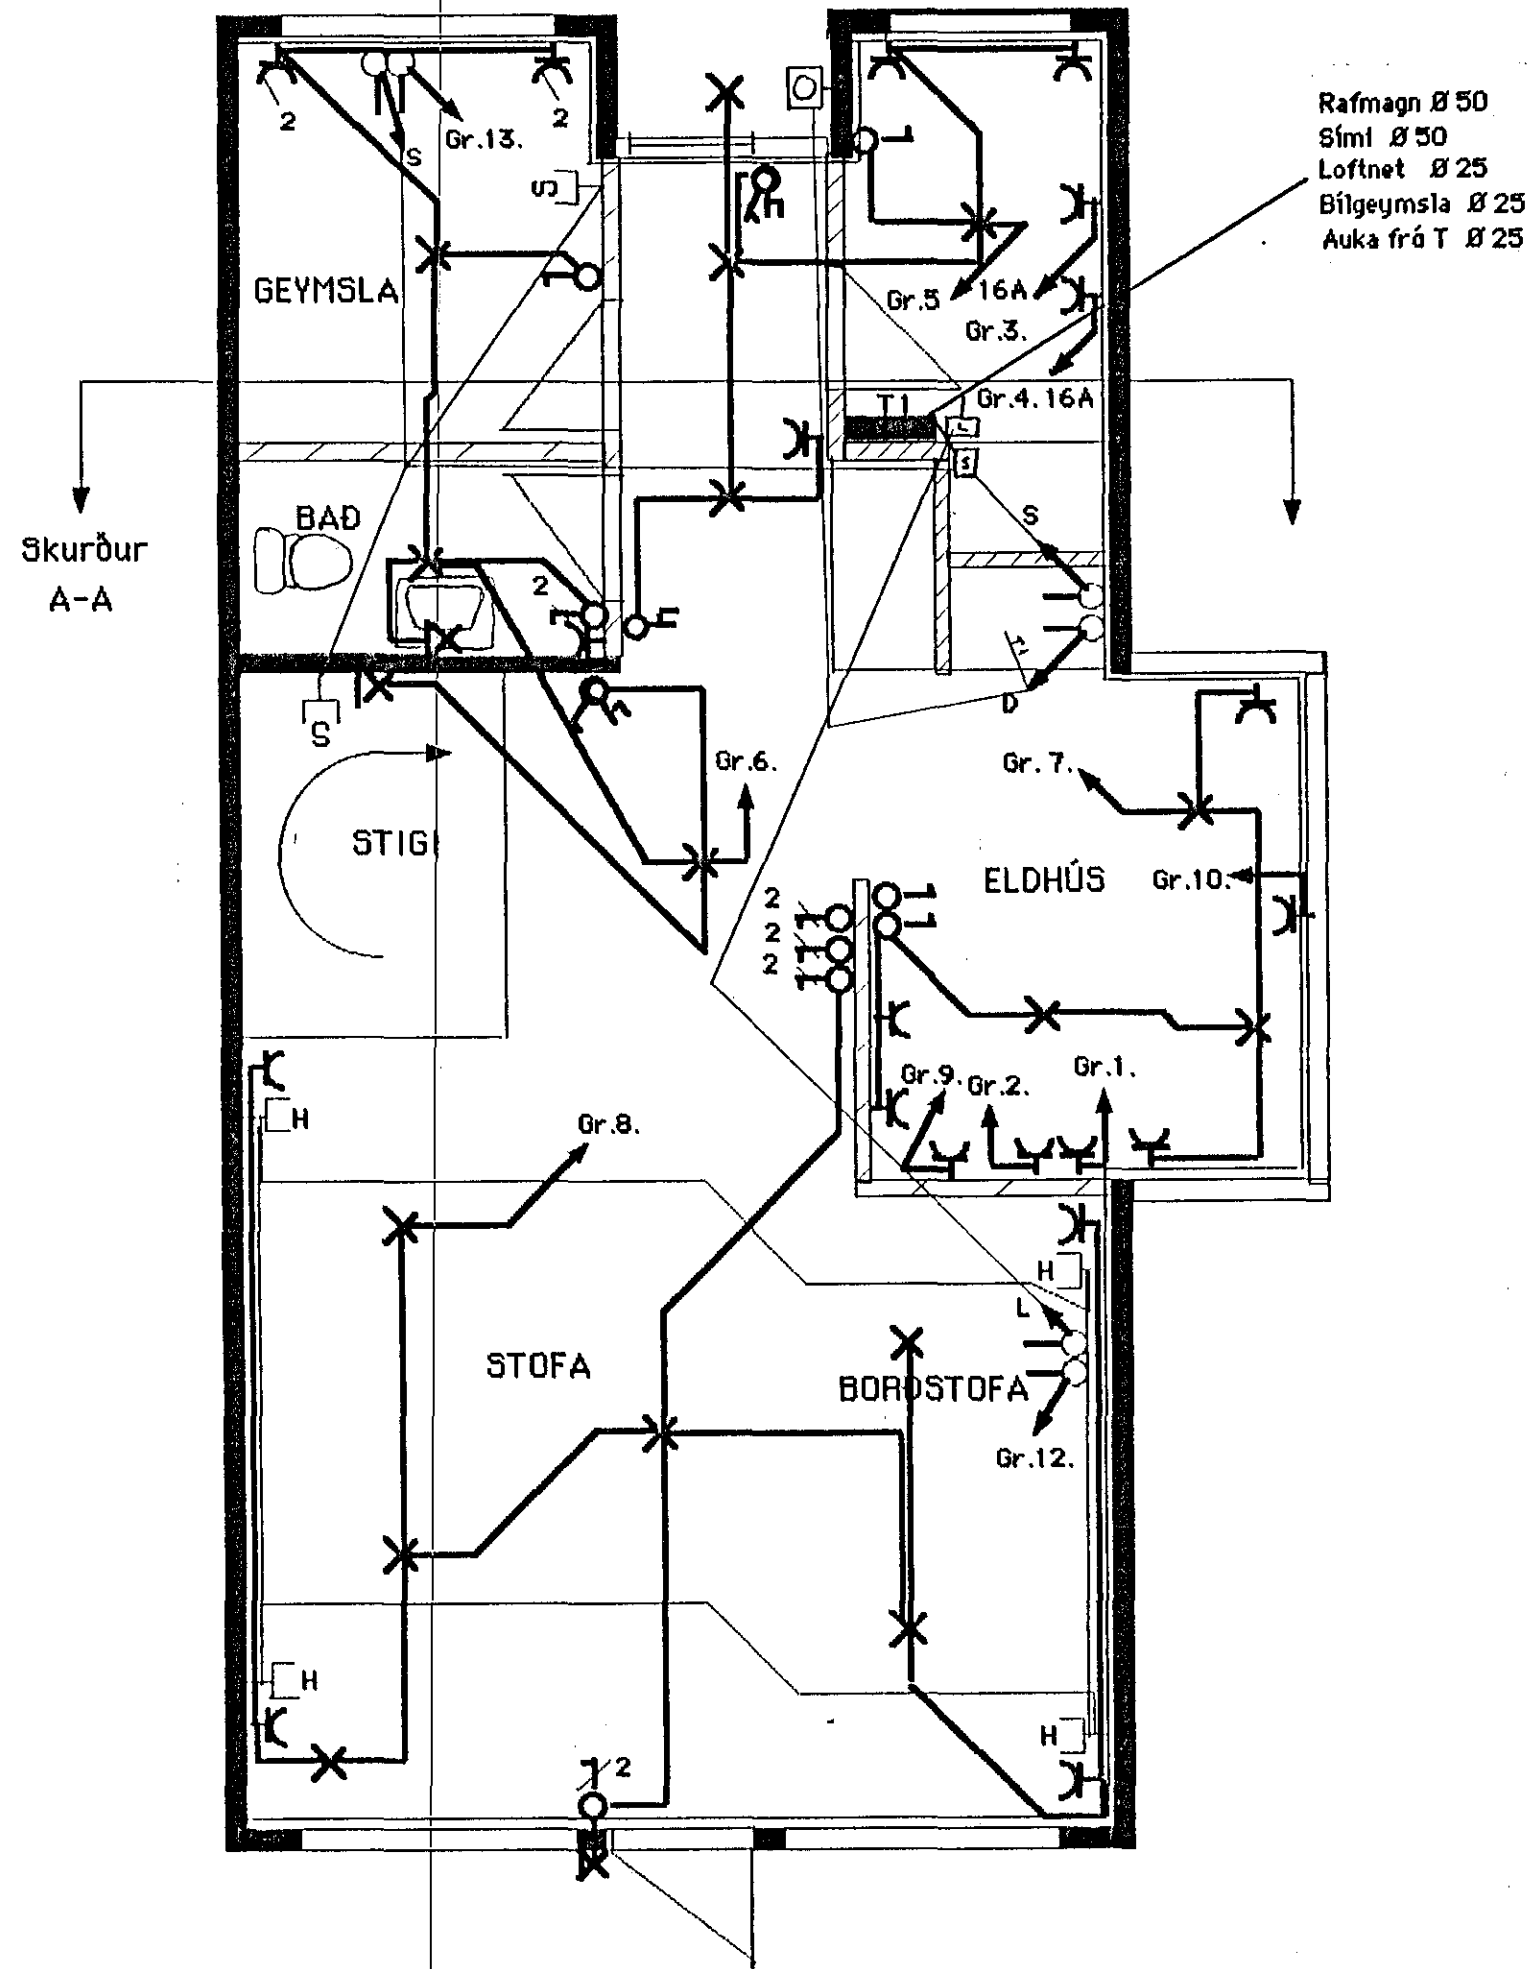 Rafmagn Ø 50
Sími Ø 50
Loftnet Ø 25
Bílgeymsla Ø 25
Auka frá T Ø 25
2
2
Gr.13.
S
S
GEYMSLA
Gr.5
16A
Gr.3.
Gr.4. 16A
T1
S
Skurður
A-A
BAÐ
2
S
D
S
Gr.6.
Gr. 7.
STIGI
ELDHÚS
Gr.10.
2
2
2
Gr.9.
Gr.2.
Gr.1.
H
Gr.8.
H
L
STOFA
BORÐSTOFA
Gr.12.
H
H
2